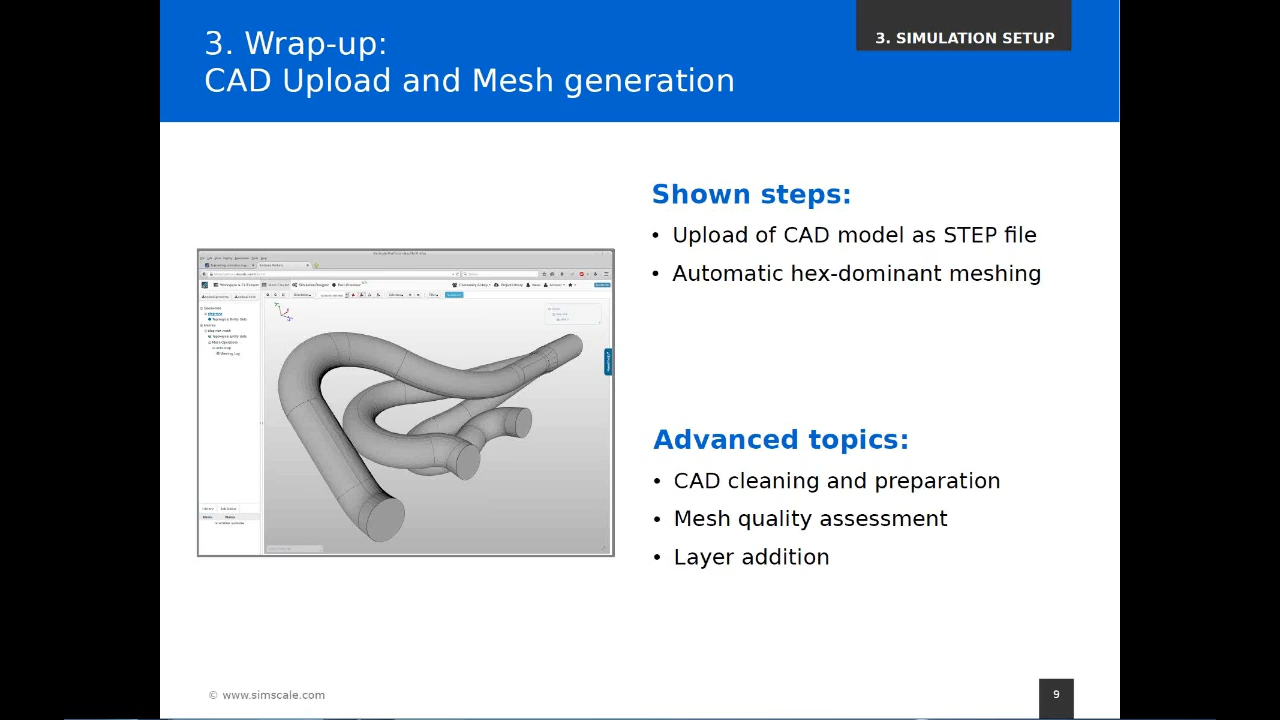 3. Wrap-up:
CAD Upload and Mesh generation
3. SIMULATION SETUP
Shown steps:
• Upload of CAD model as STEP file
• Automatic hex-dominant meshing
Advanced topics:
• CAD cleaning and preparation
• Mesh quality assessment
• Layer addition
© www.simscale.com
9